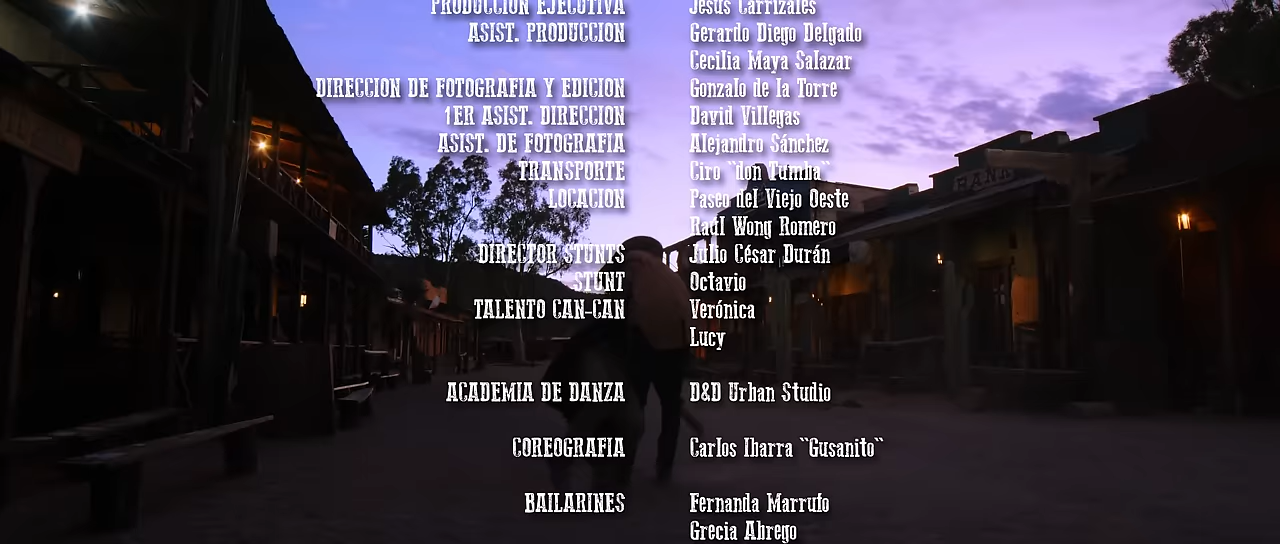 PRODUCCION EJECUTIVA Jesús Carrizales
ASIST. PRODUCCION Gerardo Diego Delgado
Cecilia Maya Salazar
DIRECCION DE FOTOGRAFIA Y EDICION Gonzalo de la Torre
1ER ASIST. DIRECCION David Villegas
ASIST. DE FOTOGRAFIA Alejandro Sánchez
TRANSPORTE Ciro "don Tumba"
LOCACION Paseo del Viejo Oeste
Raúl Wong Romero
DIRECTOR STUNTS Julio César Durán
STUNT Octavio
TALENTO CAN-CAN Verónica
Lucy
ACADEMIA DE DANZA D&D Urban Studio
COREOGRAFIA Carlos Ibarra "Gusanito"
BAILARINES Fernanda Marrufo
Grecia Abrego
BANK